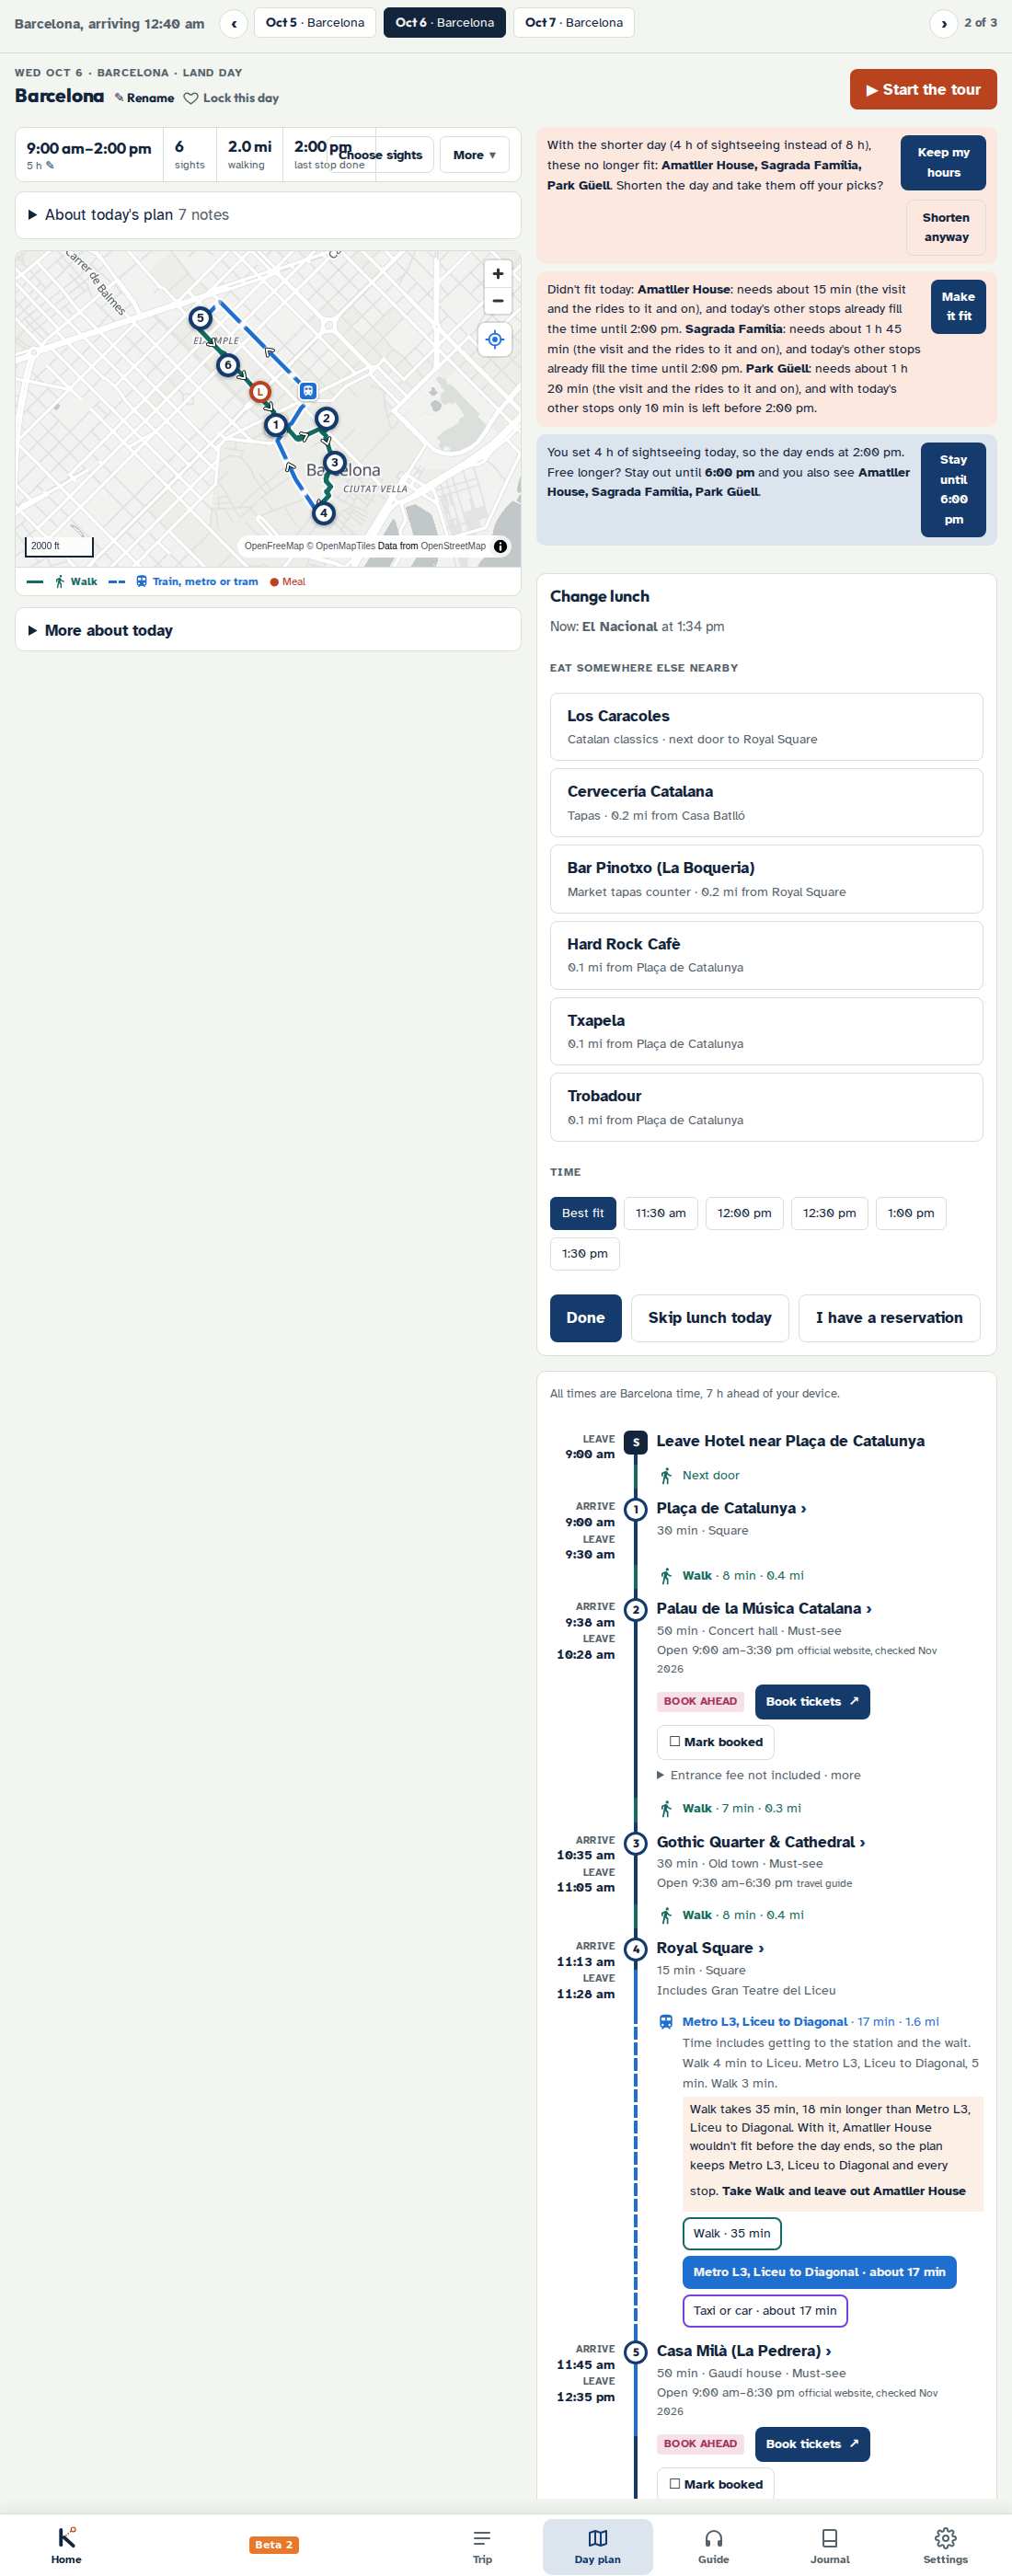 Barcelona, arriving 12:40 am
‹
Oct 5 · Barcelona
Oct 6 · Barcelona
Oct 7 · Barcelona
›
2 of 3
WED OCT 6 · BARCELONA · LAND DAY
Barcelona
✎ Rename
Lock this day
▶ Start the tour
9:00 am–2:00 pm
5 h ✎
6
sights
2.0 mi
walking
2:00 pm
last stop done
Choose sights
More ▼
▶ About today's plan 7 notes
Carrer de Balmes
5
6
L
1
2
3
4
Barcelona
CIUTAT VELLA
+
−
2000 ft
OpenFreeMap © OpenMapTiles Data from OpenStreetMap
Walk
Train, metro or tram
Meal
▶ More about today
With the shorter day (4 h of sightseeing instead of 8 h),
these no longer fit: Amatller House, Sagrada Família,
Park Güell. Shorten the day and take them off your picks?
Keep my
hours
Shorten
anyway
Didn't fit today: Amatller House: needs about 15 min (the visit
and the rides to it and on), and today's other stops already fill
the time until 2:00 pm. Sagrada Família: needs about 1 h 45
min (the visit and the rides to it and on), and today's other stops
already fill the time until 2:00 pm. Park Güell: needs about 1 h
20 min (the visit and the rides to it and on), and with today's
other stops only 10 min is left before 2:00 pm.
Make
it fit
You set 4 h of sightseeing today, so the day ends at 2:00 pm.
Free longer? Stay out until 6:00 pm and you also see Amatller
House, Sagrada Família, Park Güell.
Stay
until
6:00
pm
Change lunch
Now: El Nacional at 1:34 pm
EAT SOMEWHERE ELSE NEARBY
Los Caracoles
Catalan classics · next door to Royal Square
Cervecería Catalana
Tapas · 0.2 mi from Casa Batlló
Bar Pinotxo (La Boqueria)
Market tapas counter · 0.2 mi from Royal Square
Hard Rock Cafè
0.1 mi from Plaça de Catalunya
Txapela
0.1 mi from Plaça de Catalunya
Trobadour
0.1 mi from Plaça de Catalunya
TIME
Best fit
11:30 am
12:00 pm
12:30 pm
1:00 pm
1:30 pm
Done
Skip lunch today
I have a reservation
All times are Barcelona time, 7 h ahead of your device.
LEAVE
9:00 am
S
Leave Hotel near Plaça de Catalunya
Next door
ARRIVE
9:00 am
LEAVE
9:30 am
1
Plaça de Catalunya ›
30 min · Square
Walk · 8 min · 0.4 mi
ARRIVE
9:38 am
LEAVE
10:28 am
2
Palau de la Música Catalana ›
50 min · Concert hall · Must-see
Open 9:00 am–3:30 pm official website, checked Nov
2026
BOOK AHEAD
Book tickets ↗
☐ Mark booked
▶ Entrance fee not included · more
Walk · 7 min · 0.3 mi
ARRIVE
10:35 am
LEAVE
11:05 am
3
Gothic Quarter & Cathedral ›
30 min · Old town · Must-see
Open 9:30 am–6:30 pm travel guide
Walk · 8 min · 0.4 mi
ARRIVE
11:13 am
LEAVE
11:28 am
4
Royal Square ›
15 min · Square
Includes Gran Teatre del Liceu
Metro L3, Liceu to Diagonal · 17 min · 1.6 mi
Time includes getting to the station and the wait.
Walk 4 min to Liceu. Metro L3, Liceu to Diagonal, 5
min. Walk 3 min.
Walk takes 35 min, 18 min longer than Metro L3,
Liceu to Diagonal. With it, Amatller House
wouldn't fit before the day ends, so the plan
keeps Metro L3, Liceu to Diagonal and every
stop. Take Walk and leave out Amatller House
Walk · 35 min
Metro L3, Liceu to Diagonal · about 17 min
Taxi or car · about 17 min
ARRIVE
11:45 am
LEAVE
12:35 pm
5
Casa Milà (La Pedrera) ›
50 min · Gaudí house · Must-see
Open 9:00 am–8:30 pm official website, checked Nov
2026
BOOK AHEAD
Book tickets ↗
☐ Mark booked
Home
Beta 2
Trip
Day plan
Guide
Journal
Settings